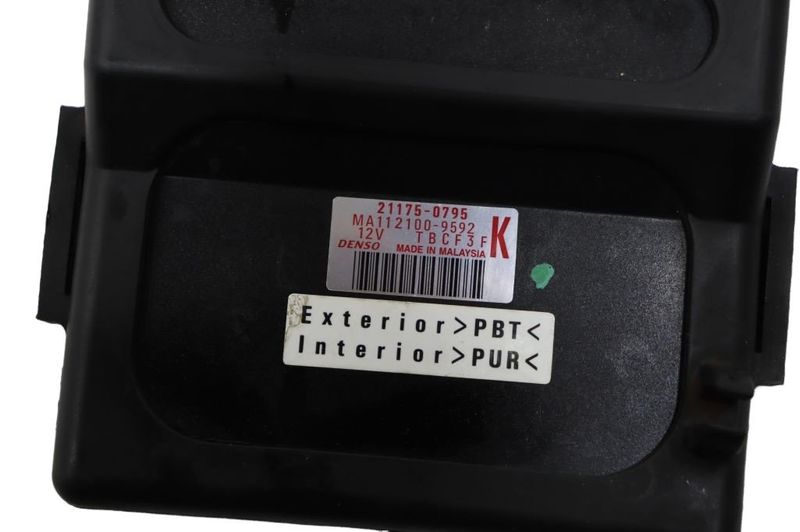 21175-0795
MA112100-9592 K
12V TBCF3F
DENSO MADE IN MALAYSIA
Exterior>PBT<
Interior>PUR<